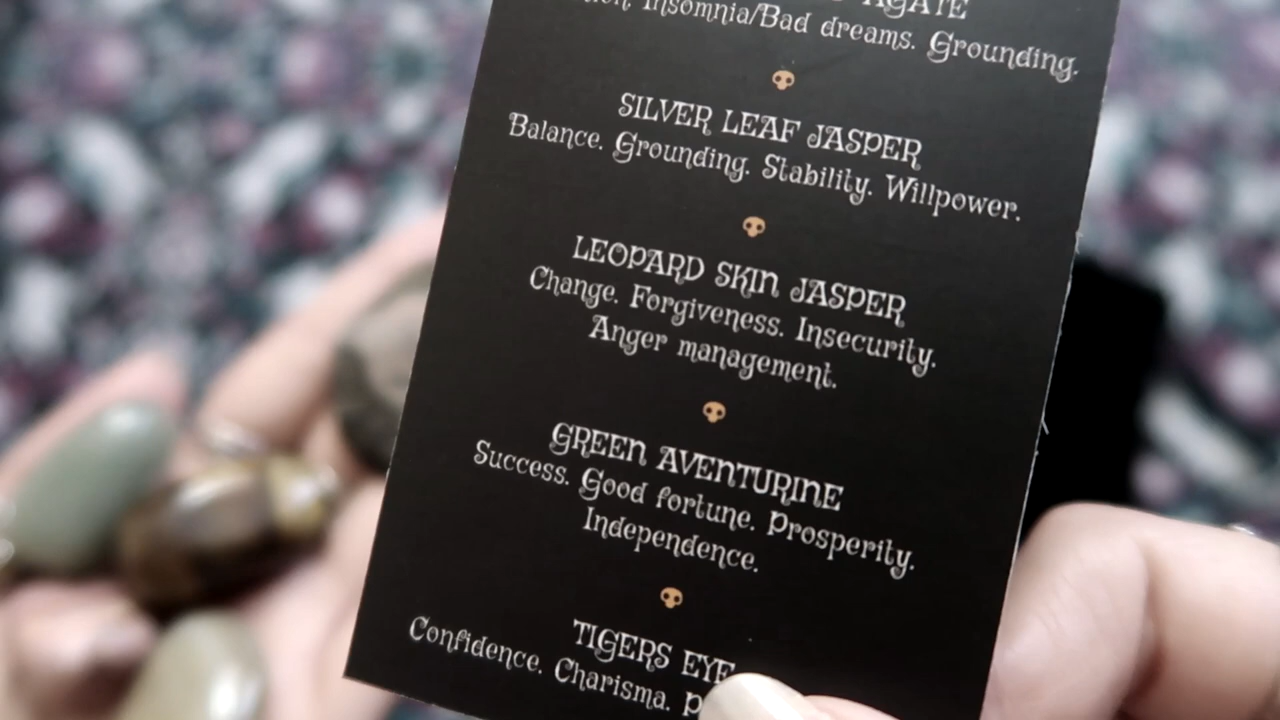 AGATE
Insomnia/Bad dreams. Grounding.
SILVER LEAF JASPER
Balance. Grounding. Stability. Willpower.
LEOPARD SKIN JASPER
Change. Forgiveness. Insecurity.
Anger management.
GREEN AVENTURINE
Success. Good fortune. Prosperity.
Independence.
TIGERS EYE
Confidence. Charisma.